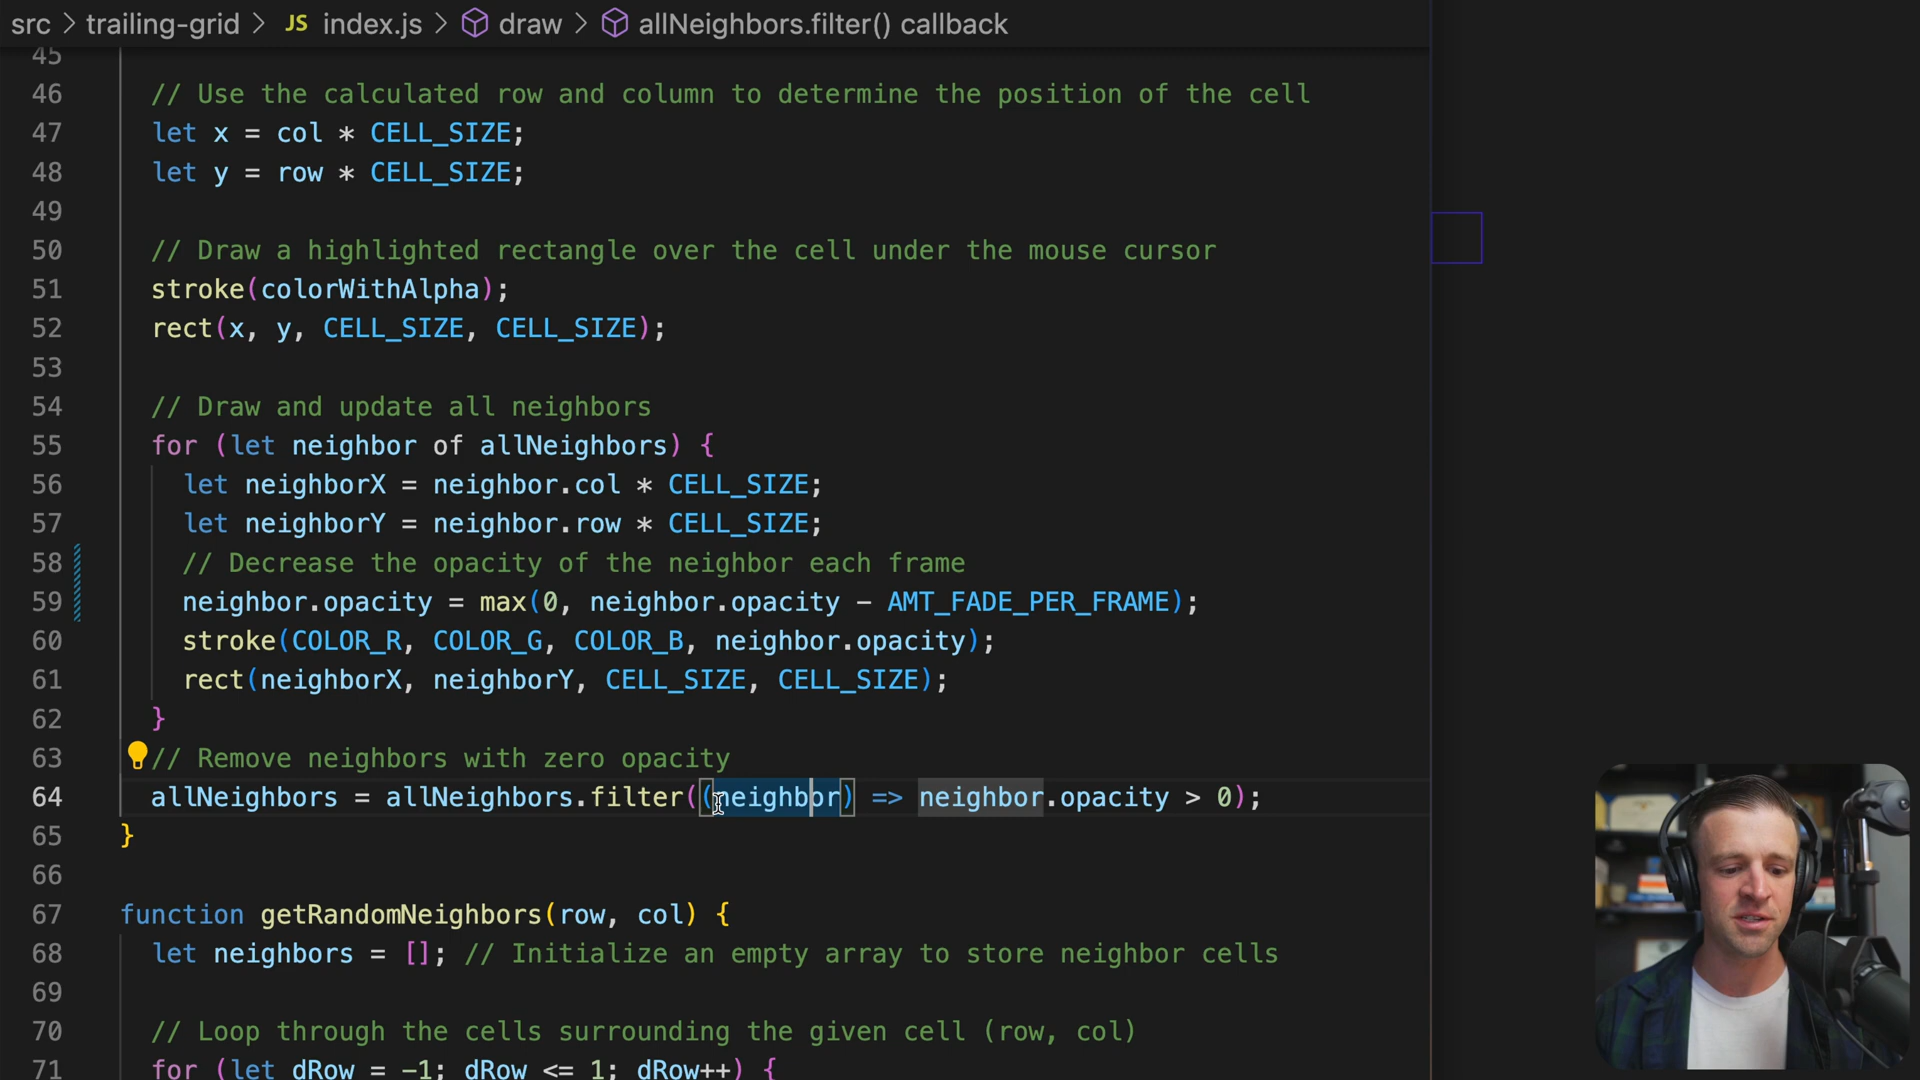 src > trailing-grid > JS index.js > draw > allNeighbors.filter() callback
45
46 // Use the calculated row and column to determine the position of the cell
47 let x = col * CELL_SIZE;
48 let y = row * CELL_SIZE;
49
50 // Draw a highlighted rectangle over the cell under the mouse cursor
51 stroke(colorWithAlpha);
52 rect(x, y, CELL_SIZE, CELL_SIZE);
53
54 // Draw and update all neighbors
55 for (let neighbor of allNeighbors) {
56 let neighborX = neighbor.col * CELL_SIZE;
57 let neighborY = neighbor.row * CELL_SIZE;
58 // Decrease the opacity of the neighbor each frame
59 neighbor.opacity = max(0, neighbor.opacity - AMT_FADE_PER_FRAME);
60 stroke(COLOR_R, COLOR_G, COLOR_B, neighbor.opacity);
61 rect(neighborX, neighborY, CELL_SIZE, CELL_SIZE);
62 }
63 // Remove neighbors with zero opacity
64 allNeighbors = allNeighbors.filter((neighbor) => neighbor.opacity > 0);
65 }
66
67 function getRandomNeighbors(row, col) {
68 let neighbors = []; // Initialize an empty array to store neighbor cells
69
70 // Loop through the cells surrounding the given cell (row, col)
71 for (let dRow = -1; dRow <= 1; dRow++) {